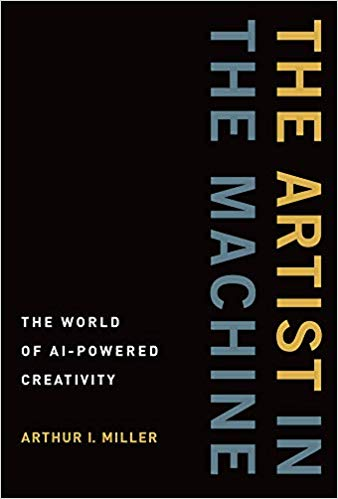 THE ARTIST IN
THE MACHINE
THE WORLD
OF AI-POWERED
CREATIVITY
ARTHUR I. MILLER